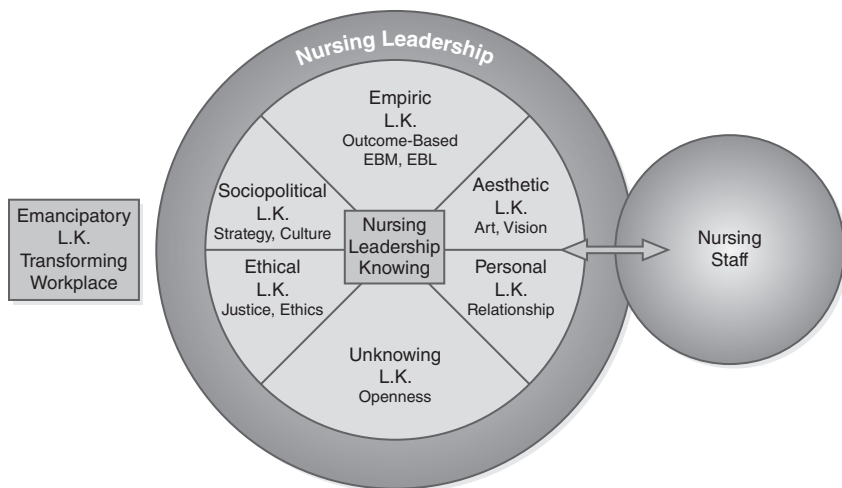 Nursing Leadership
Empiric
L.K.
Outcome-Based
EBM, EBL
Sociopolitical
L.K.
Strategy, Culture
Aesthetic
L.K.
Art, Vision
Emancipatory
L.K.
Transforming
Workplace
Nursing
Leadership
Knowing
Nursing
Staff
Ethical
L.K.
Justice, Ethics
Personal
L.K.
Relationship
Unknowing
L.K.
Openness